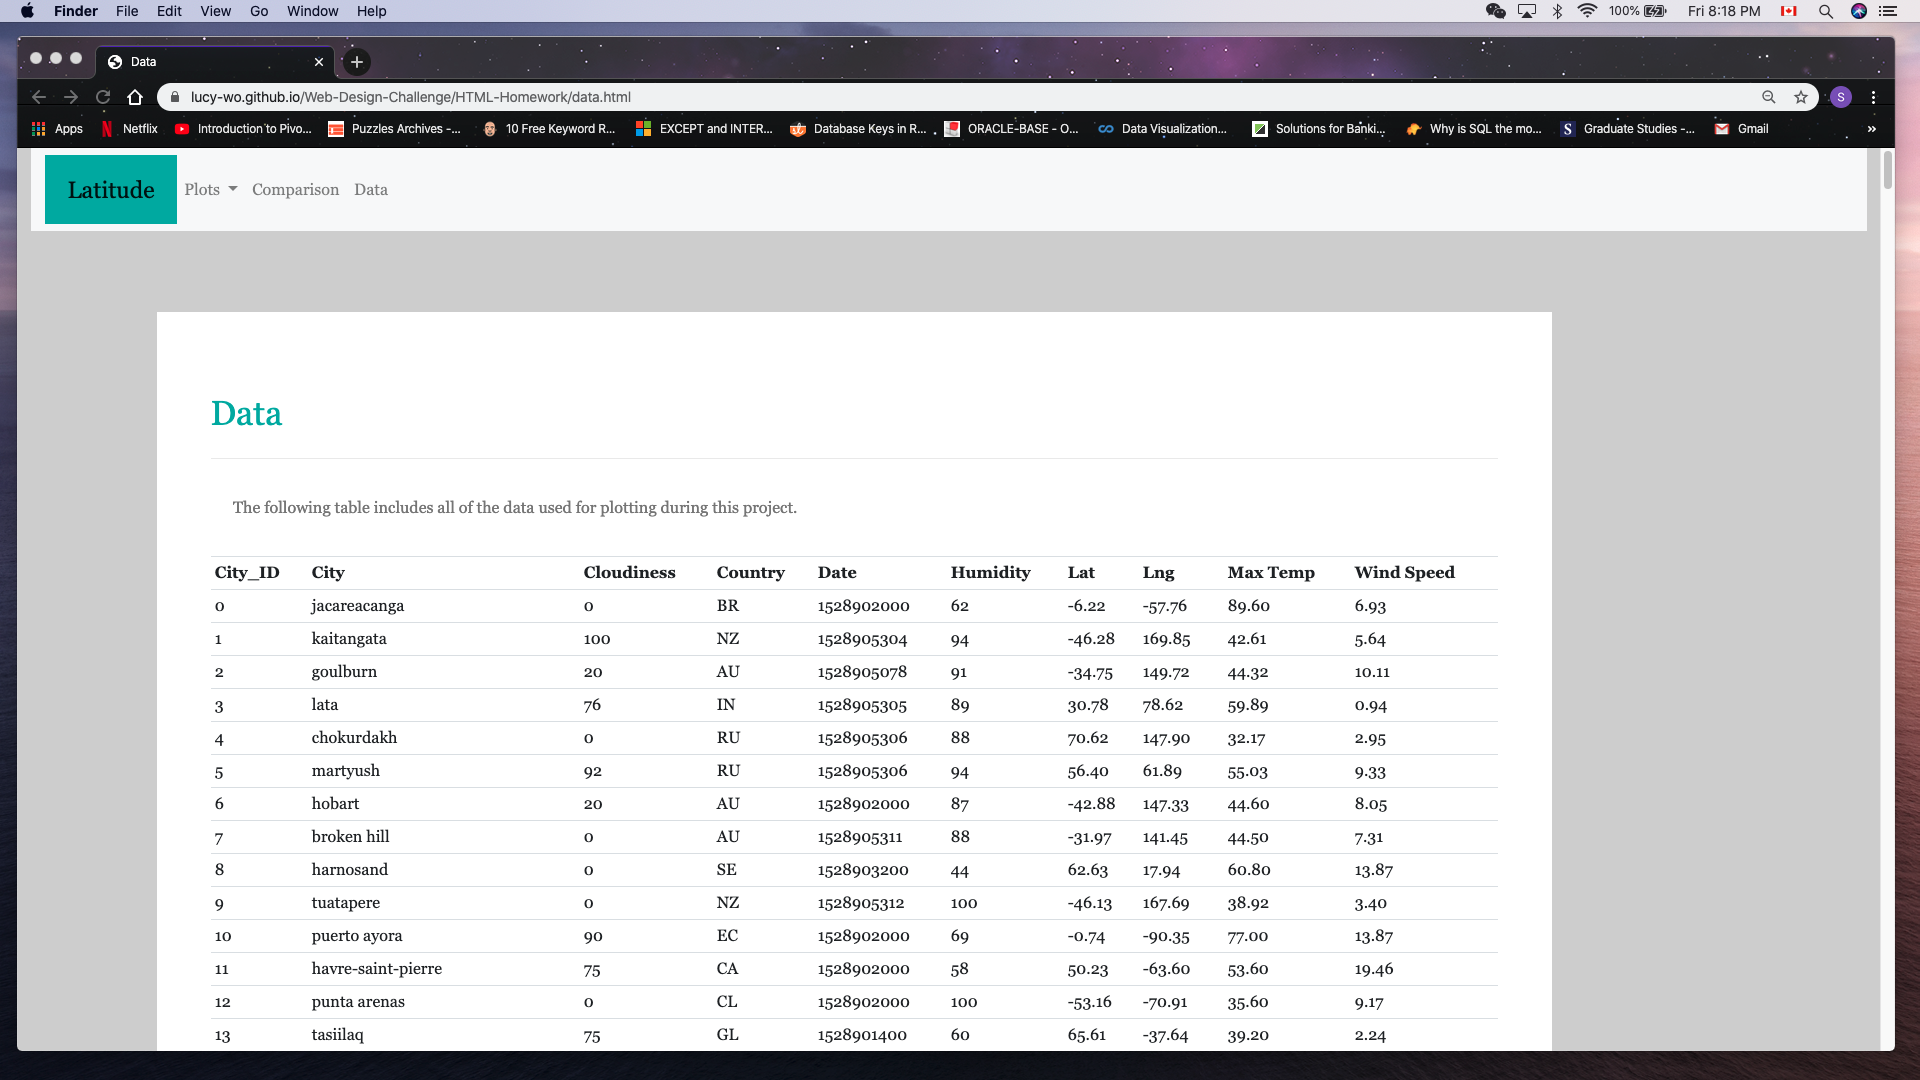 Finder File Edit View Go Window Help 100% Fri 8:18 PM
Data
lucy-wo.github.io/Web-Design-Challenge/HTML-Homework/data.html S
Apps Netflix Introduction to Pivo... Puzzles Archives -... 10 Free Keyword R... EXCEPT and INTER... Database Keys in R... ORACLE-BASE - O... Data Visualization... Solutions for Banki... Why is SQL the mo... S Graduate Studies -... Gmail »
Latitude Plots Comparison Data
Data
The following table includes all of the data used for plotting during this project.
City_ID City Cloudiness Country Date Humidity Lat Lng Max Temp Wind Speed
0 jacareacanga 0 BR 1528902000 62 -6.22 -57.76 89.60 6.93
1 kaitangata 100 NZ 1528905304 94 -46.28 169.85 42.61 5.64
2 goulburn 20 AU 1528905078 91 -34.75 149.72 44.32 10.11
3 lata 76 IN 1528905305 89 30.78 78.62 59.89 0.94
4 chokurdakh 0 RU 1528905306 88 70.62 147.90 32.17 2.95
5 martyush 92 RU 1528905306 94 56.40 61.89 55.03 9.33
6 hobart 20 AU 1528902000 87 -42.88 147.33 44.60 8.05
7 broken hill 0 AU 1528905311 88 -31.97 141.45 44.50 7.31
8 harnosand 0 SE 1528903200 44 62.63 17.94 60.80 13.87
9 tuatapere 0 NZ 1528905312 100 -46.13 167.69 38.92 3.40
10 puerto ayora 90 EC 1528902000 69 -0.74 -90.35 77.00 13.87
11 havre-saint-pierre 75 CA 1528902000 58 50.23 -63.60 53.60 19.46
12 punta arenas 0 CL 1528902000 100 -53.16 -70.91 35.60 9.17
13 tasiilaq 75 GL 1528901400 60 65.61 -37.64 39.20 2.24